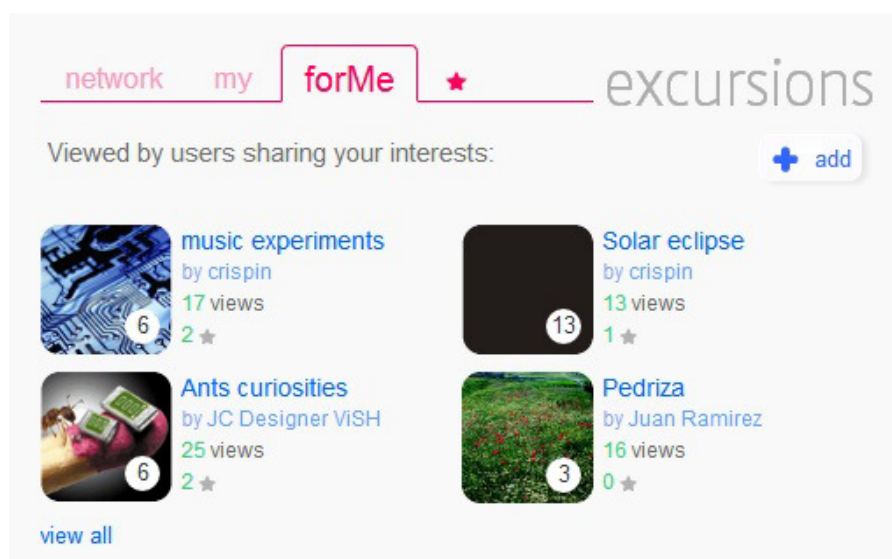 network my forMe ★ excursions
Viewed by users sharing your interests:
+ add
music experiments
by crispin
17 views
2 ★
6
Solar eclipse
by crispin
13 views
1 ★
13
Ants curiosities
by JC Designer ViSH
25 views
2 ★
6
Pedriza
by Juan Ramirez
16 views
0 ★
3
view all